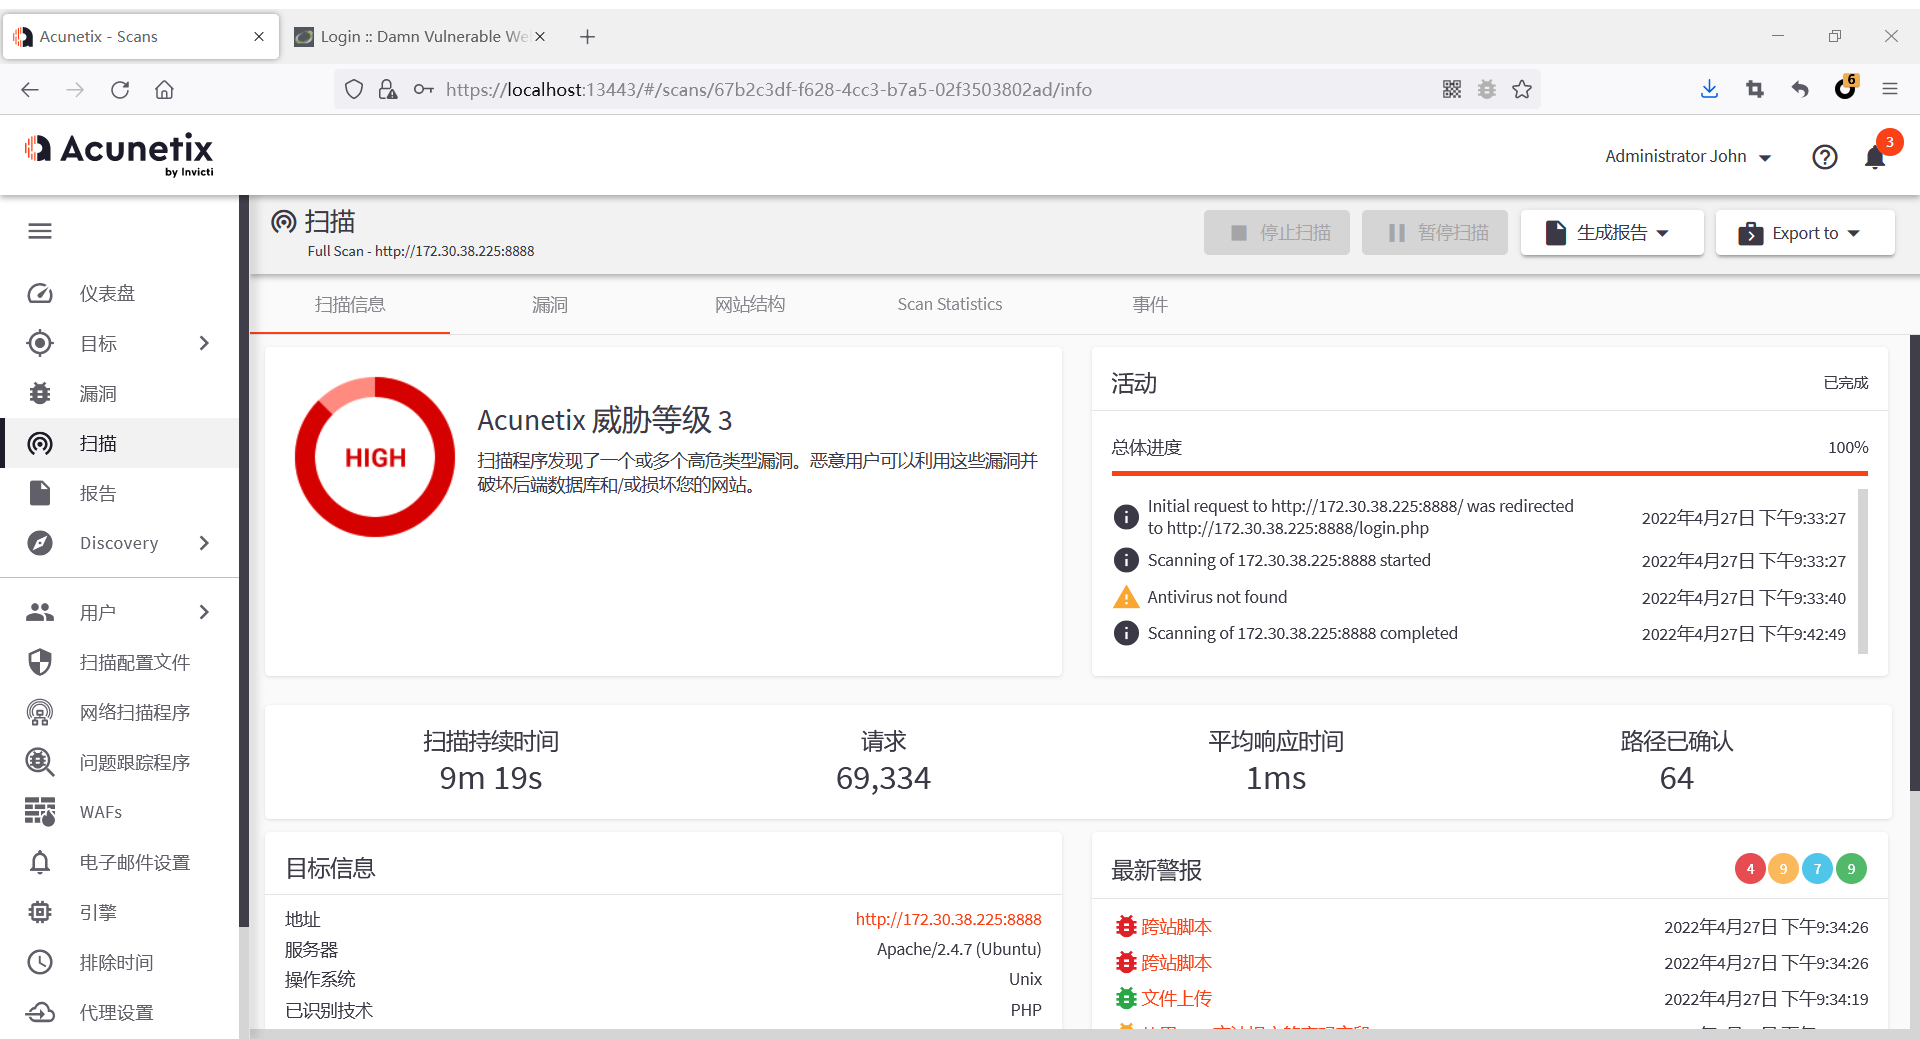 Acunetix - Scans
Login :: Damn Vulnerable We
https://localhost:13443/#/scans/67b2c3df-f628-4cc3-b7a5-02f3503802ad/info
6
Acunetix
by Invicti
Administrator John
3
扫描
Full Scan - http://172.30.38.225:8888
停止扫描
暂停扫描
生成报告
Export to
仪表盘
目标
漏洞
扫描
报告
Discovery
用户
扫描配置文件
网络扫描程序
问题跟踪程序
WAFs
电子邮件设置
引擎
排除时间
代理设置
扫描信息
漏洞
网站结构
Scan Statistics
事件
HIGH
Acunetix 威胁等级 3
扫描程序发现了一个或多个高危类型漏洞。恶意用户可以利用这些漏洞并
破坏后端数据库和/或损坏您的网站。
活动
已完成
总体进度
100%
Initial request to http://172.30.38.225:8888/ was redirected
to http://172.30.38.225:8888/login.php
2022年4月27日 下午9:33:27
Scanning of 172.30.38.225:8888 started
2022年4月27日 下午9:33:27
Antivirus not found
2022年4月27日 下午9:33:40
Scanning of 172.30.38.225:8888 completed
2022年4月27日 下午9:42:49
扫描持续时间
9m 19s
请求
69,334
平均响应时间
1ms
路径已确认
64
目标信息
地址
http://172.30.38.225:8888
服务器
Apache/2.4.7 (Ubuntu)
操作系统
Unix
已识别技术
PHP
最新警报
4
9
7
9
跨站脚本
2022年4月27日 下午9:34:26
跨站脚本
2022年4月27日 下午9:34:26
文件上传
2022年4月27日 下午9:34:19